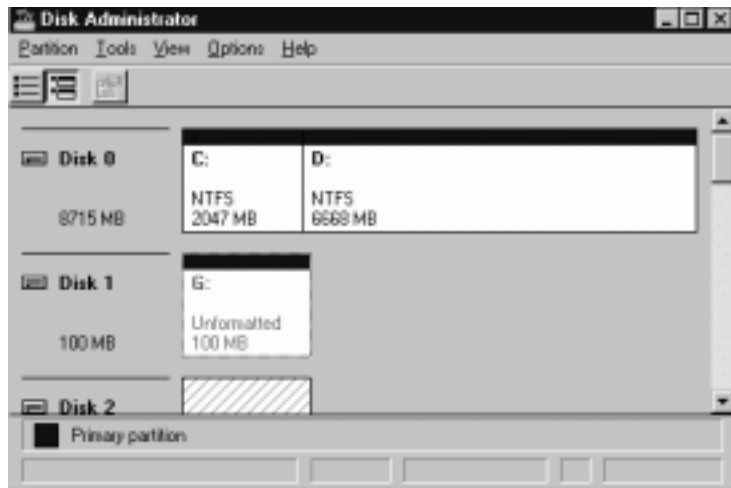 Disk Administrator
Partition Tools View Options Help
Disk 0
8715 MB
C:
NTFS
2047 MB
D:
NTFS
6668 MB
Disk 1
100 MB
G:
Unformatted
100 MB
Disk 2
Primary partition